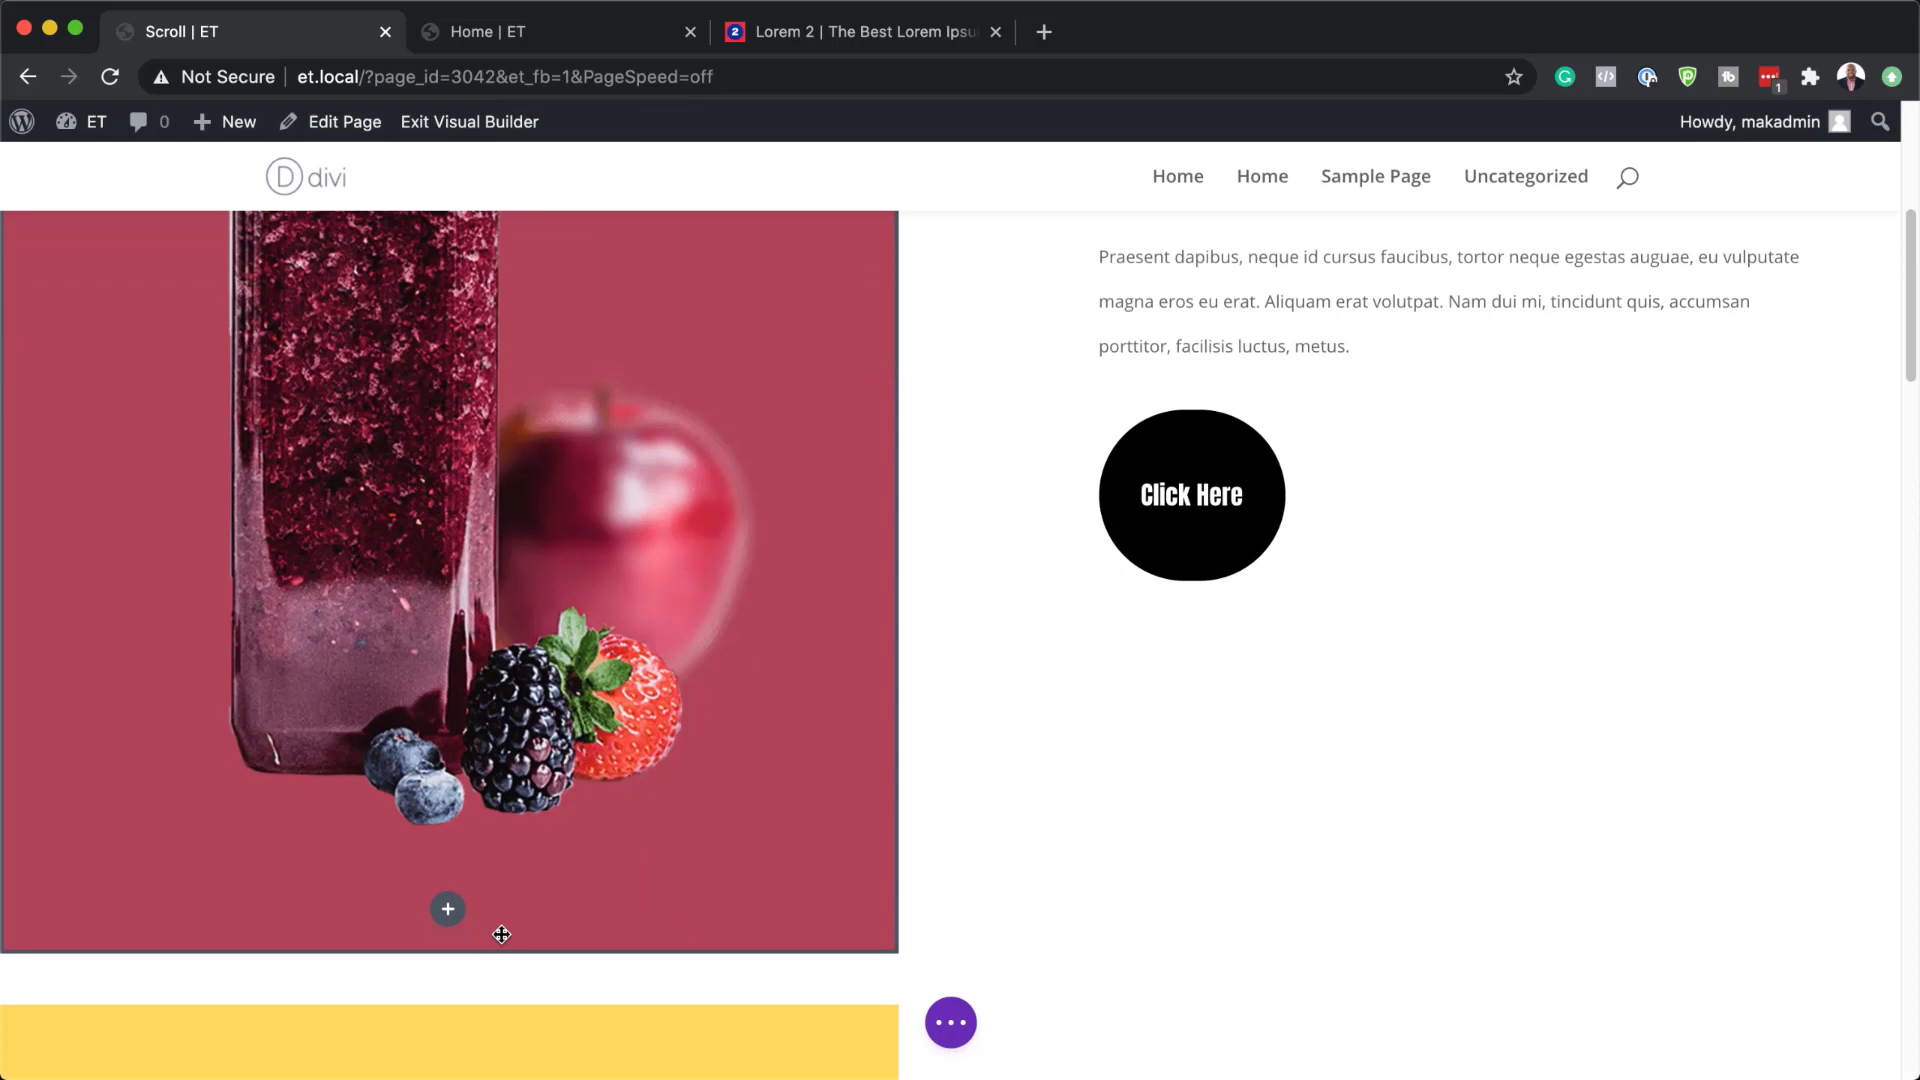 Scroll | ET
Home | ET
2
Lorem 2 | The Best Lorem Ipsu
Not Secure
et.local/?page_id=3042&et_fb=1&PageSpeed=off
G
tb
1
ET
0
New
Edit Page
Exit Visual Builder
Howdy, makadmin
D divi
Home
Home
Sample Page
Uncategorized
Praesent dapibus, neque id cursus faucibus, tortor neque egestas auguae, eu vulputate
magna eros eu erat. Aliquam erat volutpat. Nam dui mi, tincidunt quis, accumsan
porttitor, facilisis luctus, metus.
Click Here